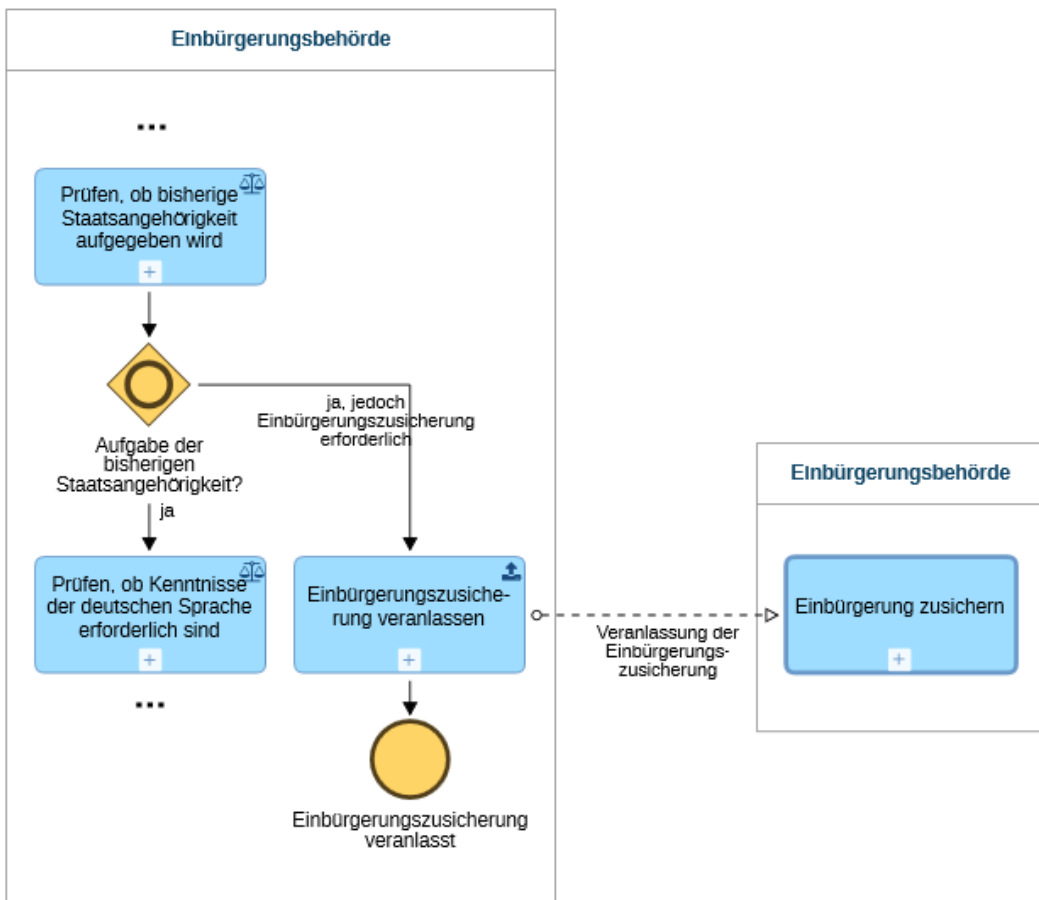 Einbürgerungsbehörde
...
Prüfen, ob bisherige
Staatsangehörigkeit
aufgegeben wird
ja, jedoch
Einbürgerungszusicherung
erforderlich
Aufgabe der
bisherigen
Staatsangehörigkeit?
ja
Prüfen, ob Kenntnisse
der deutschen Sprache
erforderlich sind
...
Einbürgerungszusiche-
rung veranlassen
Einbürgerungszusicherung
veranlasst
Veranlassung der
Einbürgerungs-
zusicherung
Einbürgerungsbehörde
Einbürgerung zusichern